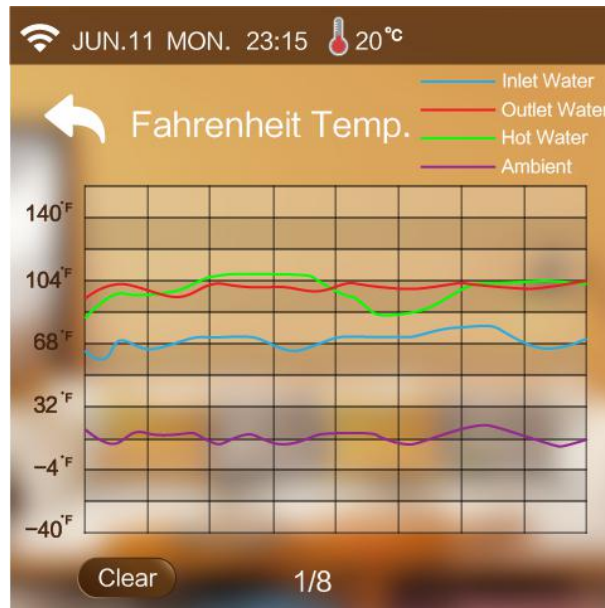 JUN.11 MON. 23:15 20°C
Inlet Water
Outlet Water
Hot Water
Ambient
Fahrenheit Temp.
140°F
104°F
68°F
32°F
−4°F
−40°F
Clear
1/8